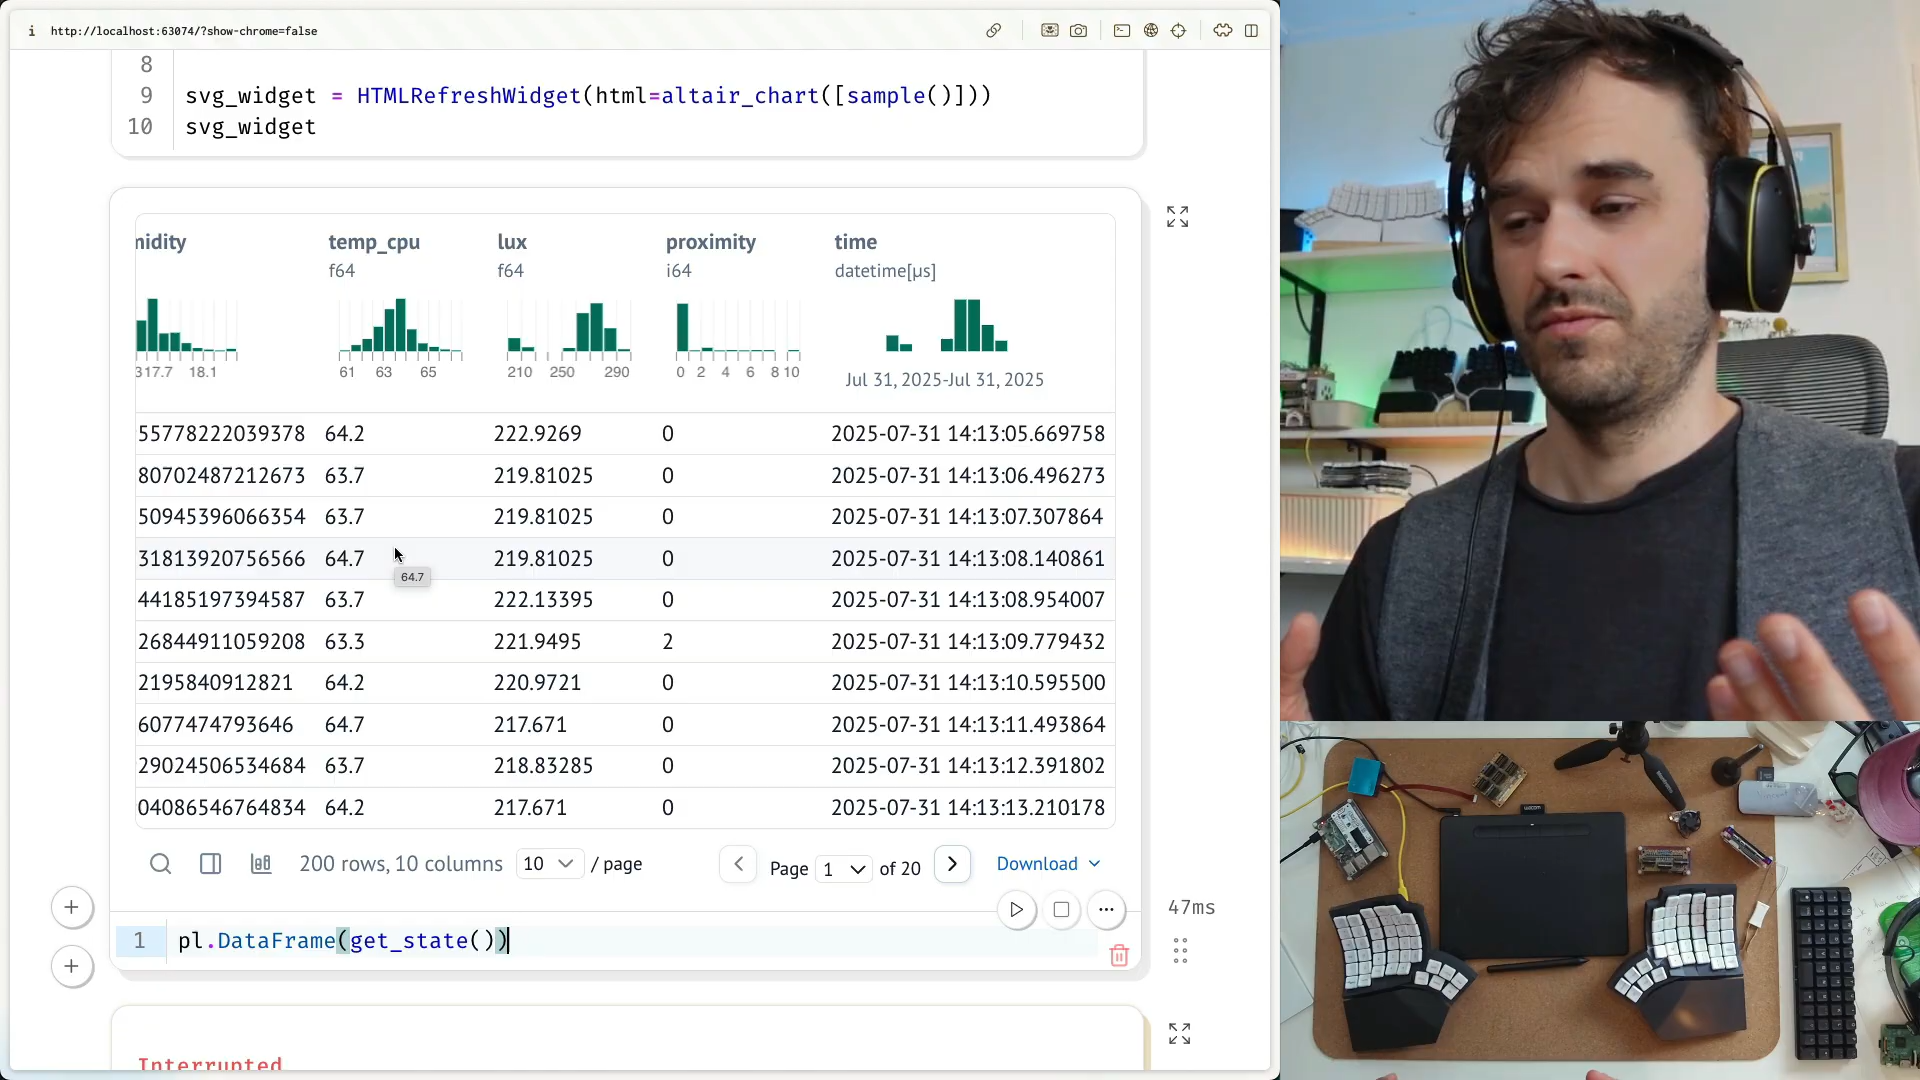 i http://localhost:63074/?show-chrome=false
8
9 svg_widget = HTMLRefreshWidget(html=altair_chart([sample()]))
10 svg_widget
midity temp_cpu lux proximity time
f64 f64 i64 datetime[μs]
317.7 18.1 61 63 65 210 250 290 0 2 4 6 8 10 Jul 31, 2025-Jul 31, 2025
55778222039378 64.2 222.9269 0 2025-07-31 14:13:05.669758
80702487212673 63.7 219.81025 0 2025-07-31 14:13:06.496273
50945396066354 63.7 219.81025 0 2025-07-31 14:13:07.307864
31813920756566 64.7 219.81025 0 2025-07-31 14:13:08.140861
64.7
44185197394587 63.7 222.13395 0 2025-07-31 14:13:08.954007
26844911059208 63.3 221.9495 2 2025-07-31 14:13:09.779432
2195840912821 64.2 220.9721 0 2025-07-31 14:13:10.595500
6077474793646 64.7 217.671 0 2025-07-31 14:13:11.493864
29024506534684 63.7 218.83285 0 2025-07-31 14:13:12.391802
04086546764834 64.2 217.671 0 2025-07-31 14:13:13.210178
200 rows, 10 columns 10 / page Page 1 of 20 Download
47ms
1 pl.DataFrame(get_state())
Interrupted